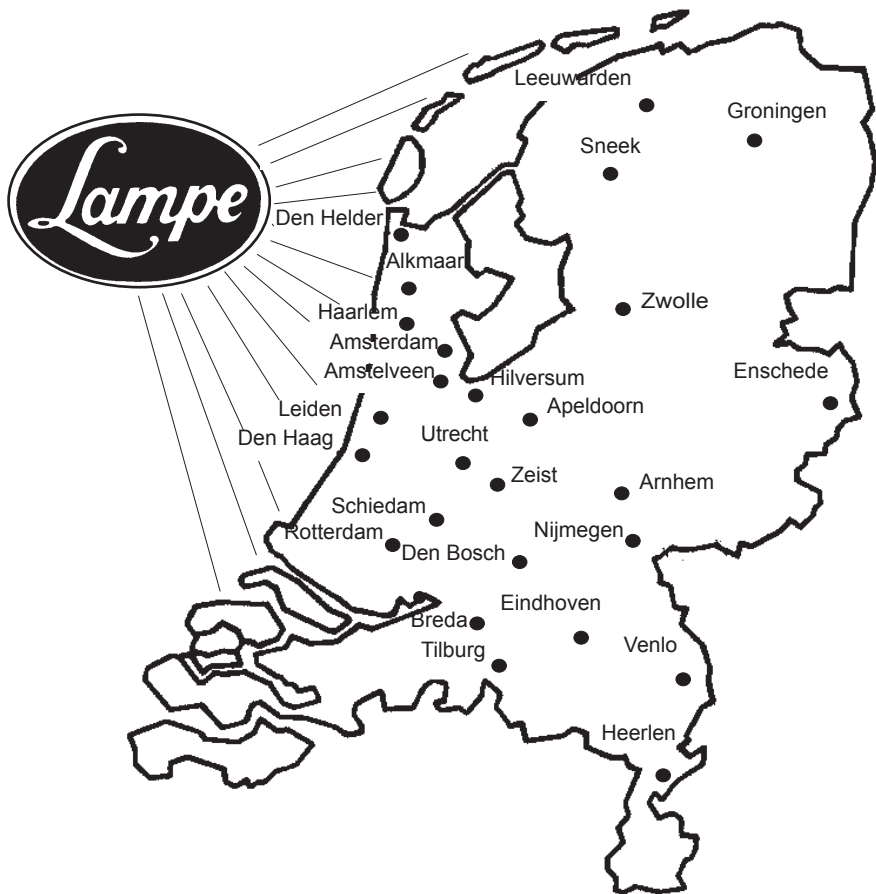 Leeuwarden
Groningen
Sneek
Lampe
Den Helder
Alkmaar
Zwolle
Haarlem
Amsterdam
Amstelveen
Enschede
Hilversum
Leiden
Apeldoorn
Den Haag
Utrecht
Zeist
Arnhem
Schiedam
Rotterdam
Nijmegen
Den Bosch
Eindhoven
Breda
Venlo
Tilburg
Heerlen